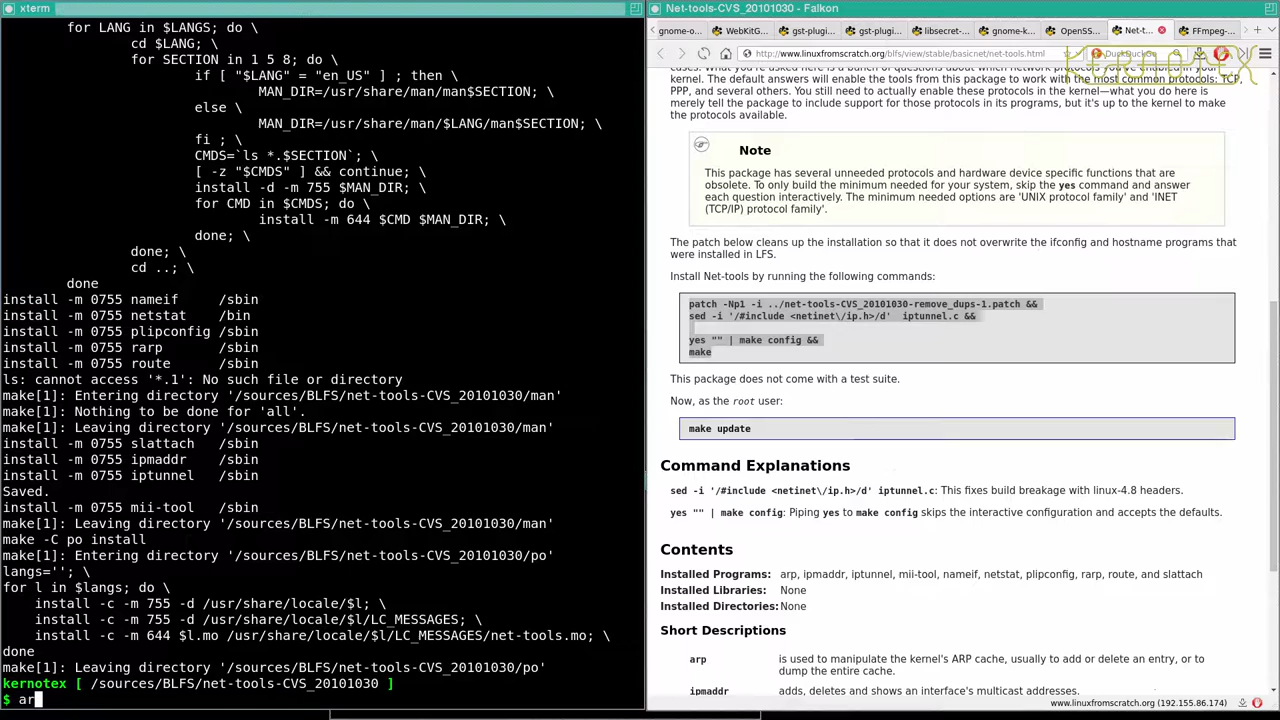 xterm
for LANG in $LANGS; do \
cd $LANG; \
for SECTION in 1 5 8; do \
if [ "$LANG" = "en_US" ] ; then \
MAN_DIR=/usr/share/man/man$SECTION; \
else \
MAN_DIR=/usr/share/man/$LANG/man$SECTION; \
fi ; \
CMDS=`ls *.$SECTION`; \
[ -z "$CMDS" ] && continue; \
install -d -m 755 $MAN_DIR; \
for CMD in $CMDS; do \
install -m 644 $CMD $MAN_DIR; \
done; \
done; \
cd ..; \
done
install -m 0755 nameif     /sbin
install -m 0755 netstat    /bin
install -m 0755 plipconfig /sbin
install -m 0755 rarp       /sbin
install -m 0755 route      /sbin
ls: cannot access '*.1': No such file or directory
make[1]: Entering directory '/sources/BLFS/net-tools-CVS_20101030/man'
make[1]: Nothing to be done for 'all'.
make[1]: Leaving directory '/sources/BLFS/net-tools-CVS_20101030/man'
install -m 0755 slattach   /sbin
install -m 0755 ipmaddr    /sbin
install -m 0755 iptunnel   /sbin
Saved.
install -m 0755 mii-tool   /sbin
make[1]: Leaving directory '/sources/BLFS/net-tools-CVS_20101030/man'
make -C po install
make[1]: Entering directory '/sources/BLFS/net-tools-CVS_20101030/po'
langs=''; \
for l in $langs; do \
install -c -m 755 -d /usr/share/locale/$l; \
install -c -m 755 -d /usr/share/locale/$l/LC_MESSAGES; \
install -c -m 644 $l.mo /usr/share/locale/$l/LC_MESSAGES/net-tools.mo; \
done
make[1]: Leaving directory '/sources/BLFS/net-tools-CVS_20101030/po'
kernotex [ /sources/BLFS/net-tools-CVS_20101030 ]
$ ar
Net-tools-CVS_20101030 - Falkon
gnome-o... WebKitG... gst-plugi... gst-plugi... libsecret-... gnome-k... OpenSS... Net-t... FFmpeg-...
http://www.linuxfromscratch.org/blfs/view/stable/basicnet/net-tools.html DuckDuckGo
KERNOTEX
kernel. The default answers will enable the tools from this package to work with the most common protocols: TCP,
PPP, and several others. You still need to actually enable these protocols in the kernel—what you do here is
merely tell the package to include support for those protocols in its programs, but it's up to the kernel to make
the protocols available.
Note
This package has several unneeded protocols and hardware device specific functions that are
obsolete. To only build the minimum needed for your system, skip the yes command and answer
each question interactively. The minimum needed options are 'UNIX protocol family' and 'INET
(TCP/IP) protocol family'.
The patch below cleans up the installation so that it does not overwrite the ifconfig and hostname programs that
were installed in LFS.
Install Net-tools by running the following commands:
patch -Np1 -i ../net-tools-CVS_20101030-remove_dups-1.patch &&
sed -i '/#include <netinet\/ip.h>/d'  iptunnel.c &&
yes "" | make config &&
make
This package does not come with a test suite.
Now, as the root user:
make update
Command Explanations
sed -i '/#include <netinet\/ip.h>/d' iptunnel.c: This fixes build breakage with linux-4.8 headers.
yes "" | make config: Piping yes to make config skips the interactive configuration and accepts the defaults.
Contents
Installed Programs: arp, ipmaddr, iptunnel, mii-tool, nameif, netstat, plipconfig, rarp, route, and slattach
Installed Libraries: None
Installed Directories: None
Short Descriptions
arp is used to manipulate the kernel's ARP cache, usually to add or delete an entry, or to
dump the entire cache.
ipmaddr adds, deletes and shows an interface's multicast addresses.
www.linuxfromscratch.org (192.155.86.174)